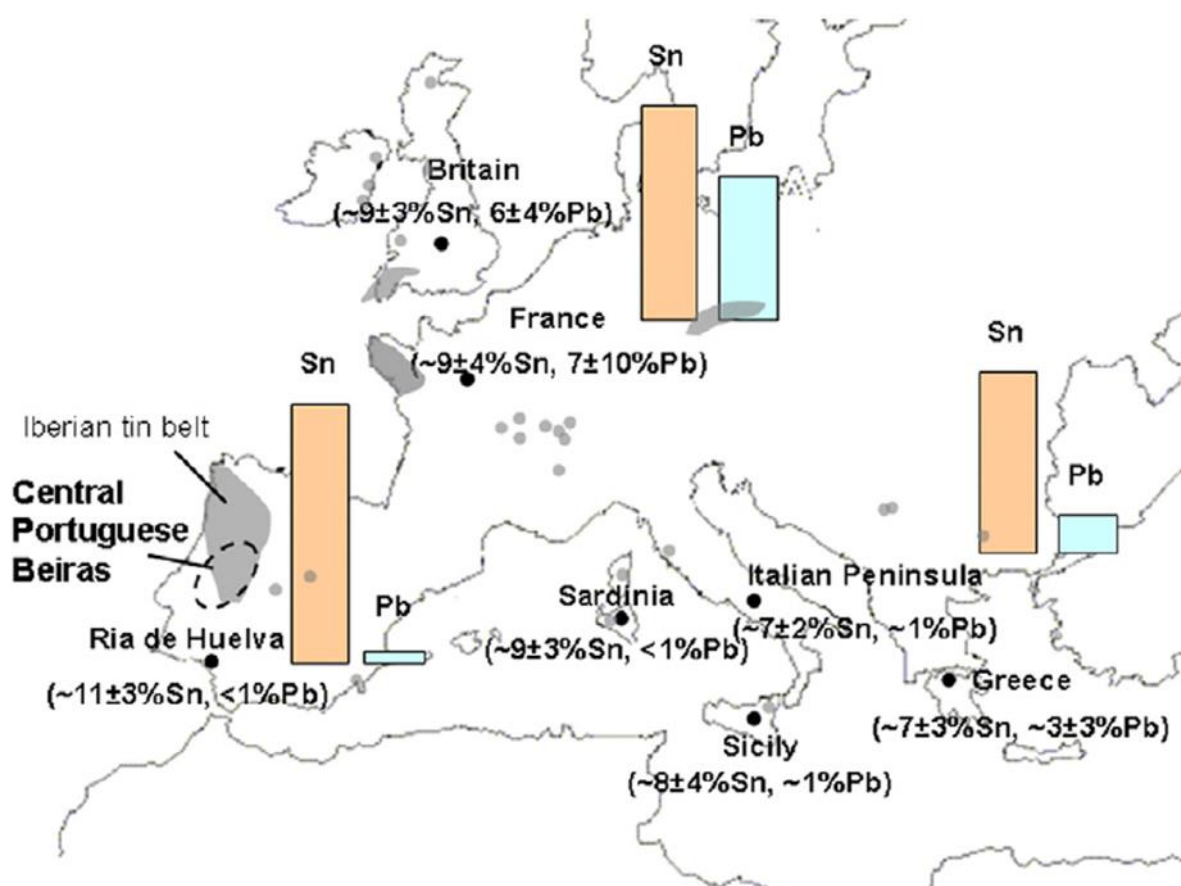 Sn
Pb
Britain
(~9±3%Sn, 6±4%Pb)
France
(~9±4%Sn, 7±10%Pb)
Sn
Sn
Iberian tin belt
Central
Portuguese
Beiras
Pb
Pb
Ria de Huelva
(~11±3%Sn, <1%Pb)
Sardinia
(~9±3%Sn, <1%Pb)
Italian Peninsula
(~7±2%Sn, ~1%Pb)
Greece
(~7±3%Sn, ~3±3%Pb)
Sicily
(~8±4%Sn, ~1%Pb)